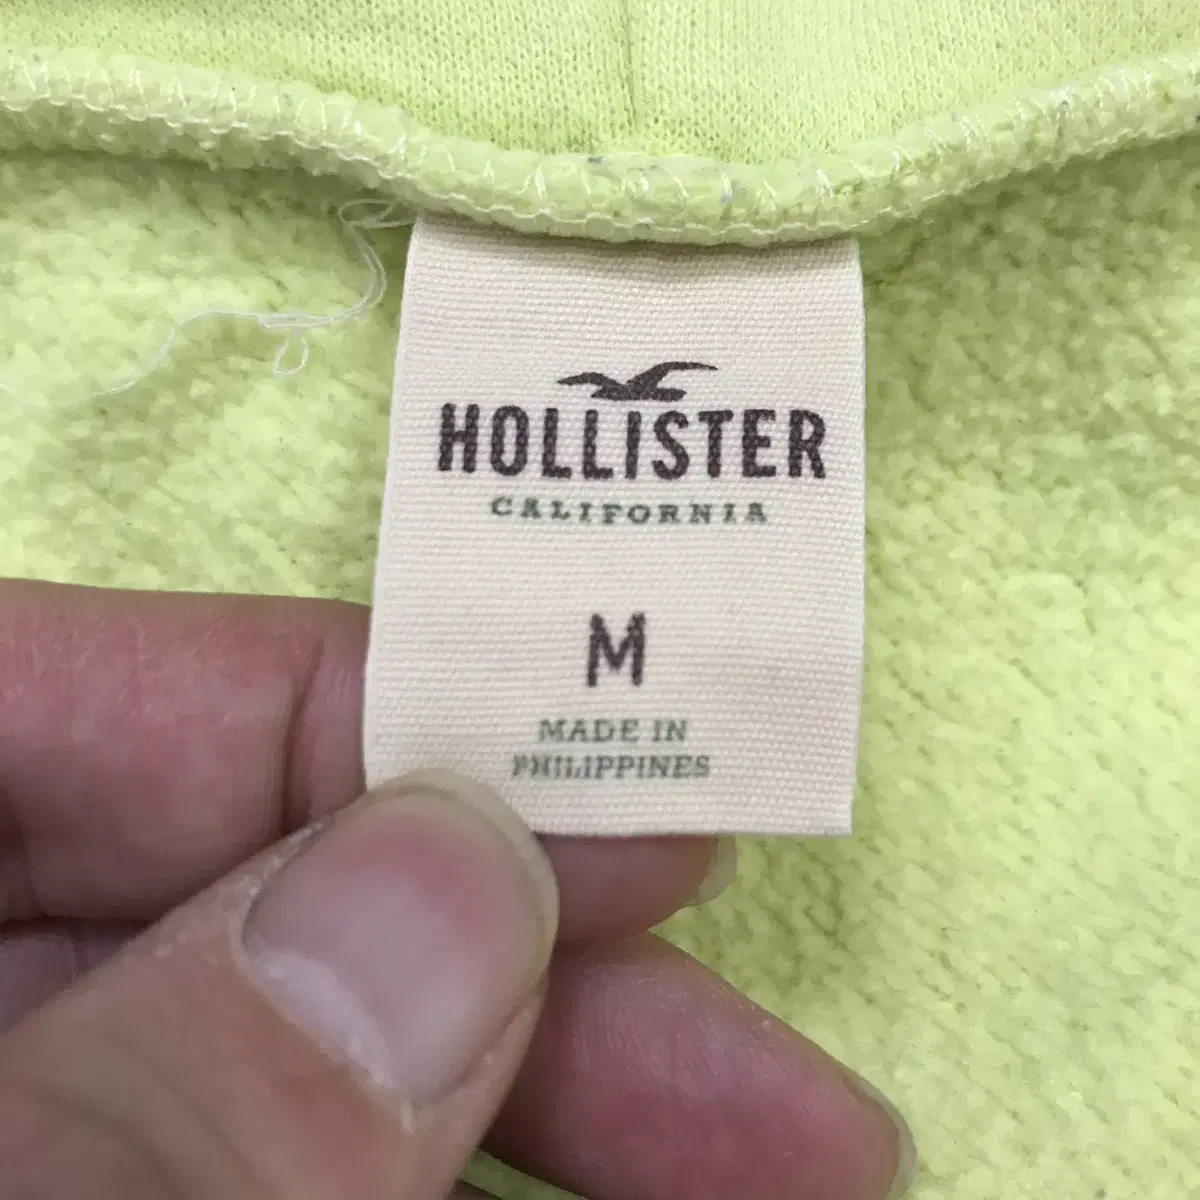 HOLLISTER
CALIFORNIA
M
MADE IN
PHILIPPINES